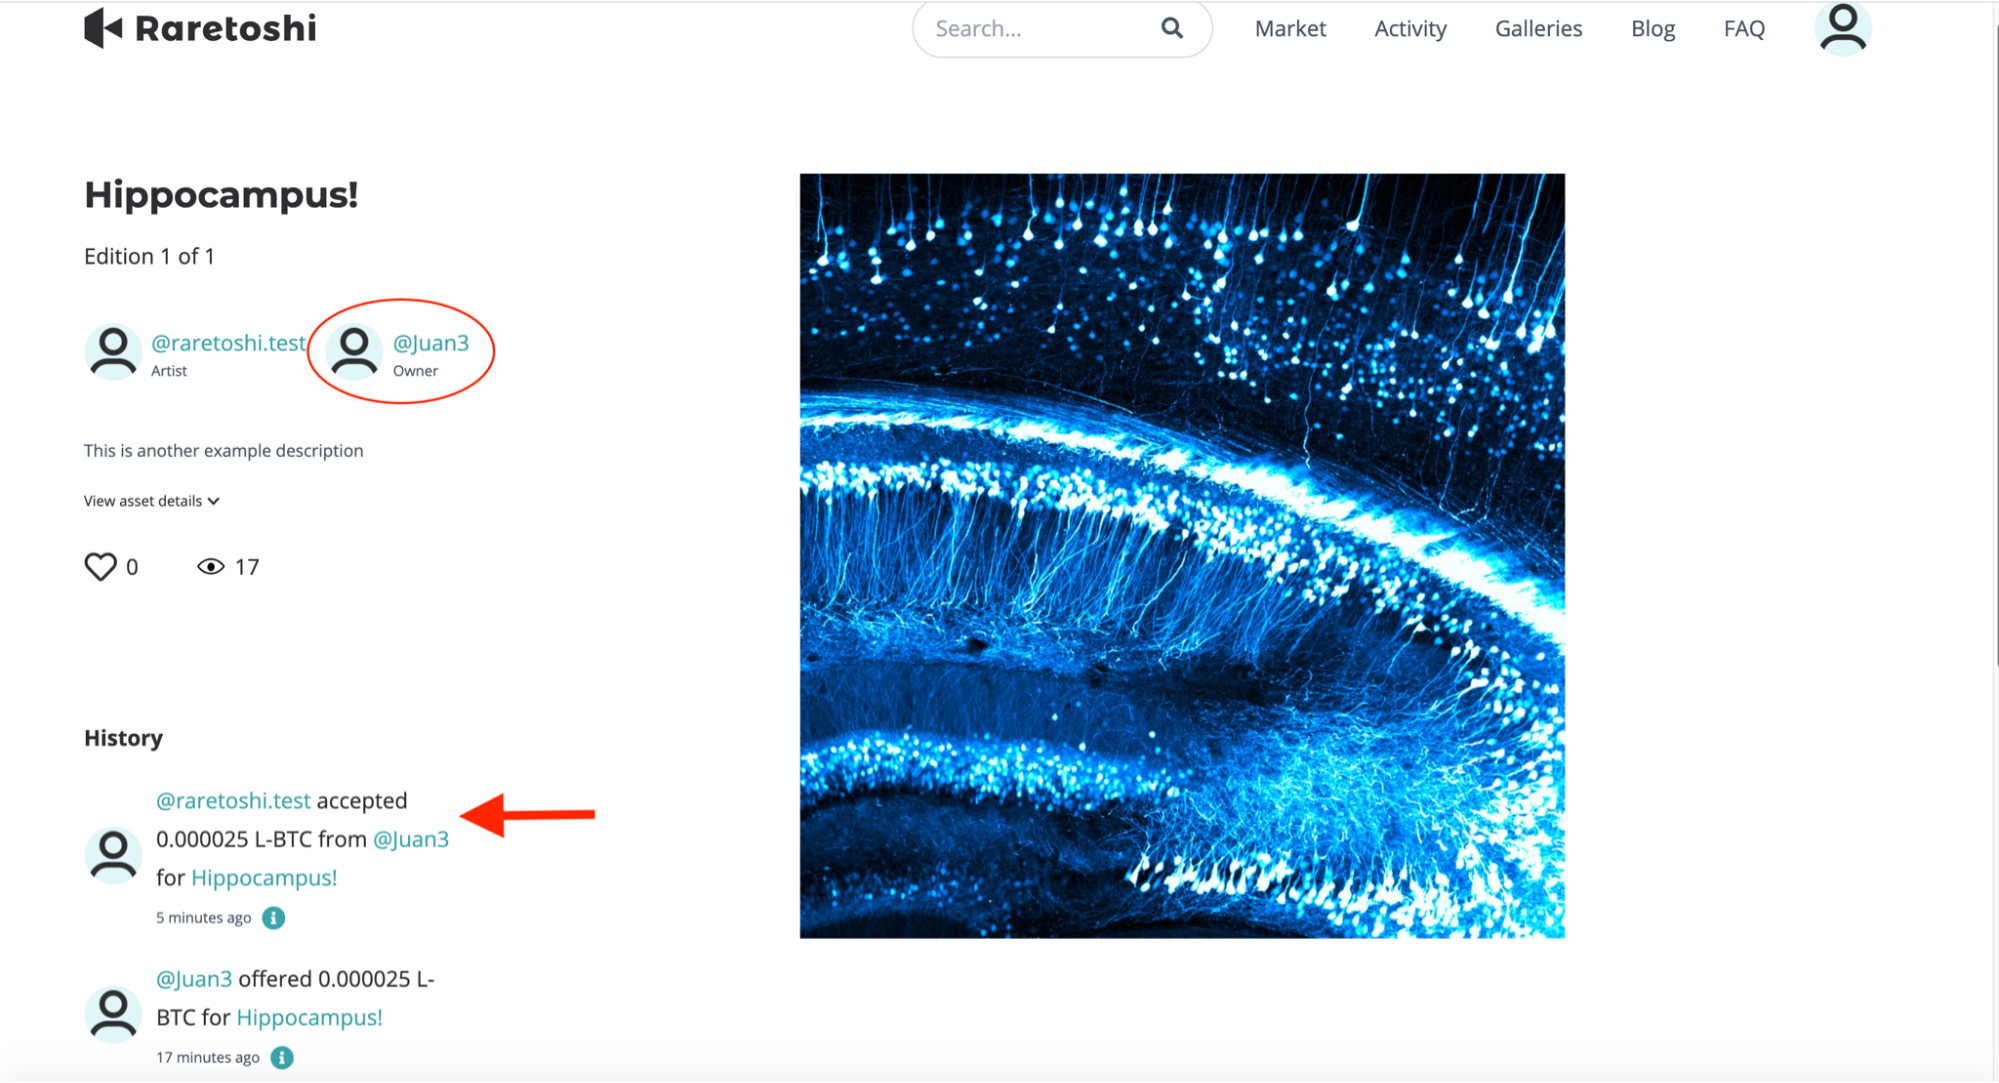 Raretoshi
Search...
Market
Activity
Galleries
Blog
FAQ
Hippocampus!
Edition 1 of 1
@raretoshi.test
Artist
@Juan3
Owner
This is another example description
View asset details
0
17
History
@raretoshi.test accepted
0.000025 L-BTC from @Juan3
for Hippocampus!
5 minutes ago
@Juan3 offered 0.000025 L-
BTC for Hippocampus!
17 minutes ago